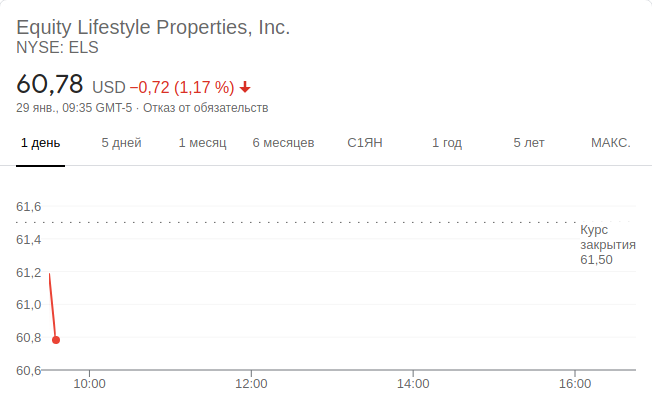 Equity Lifestyle Properties, Inc.
NYSE: ELS
60,78 USD −0,72 (1,17 %)
29 янв., 09:35 GMT-5 · Отказ от обязательств
1 день 5 дней 1 месяц 6 месяцев С1ЯН 1 год 5 лет МАКС.
61,6
61,4
61,2
61,0
60,8
60,6
Курс
закрытия
61,50
10:00 12:00 14:00 16:00